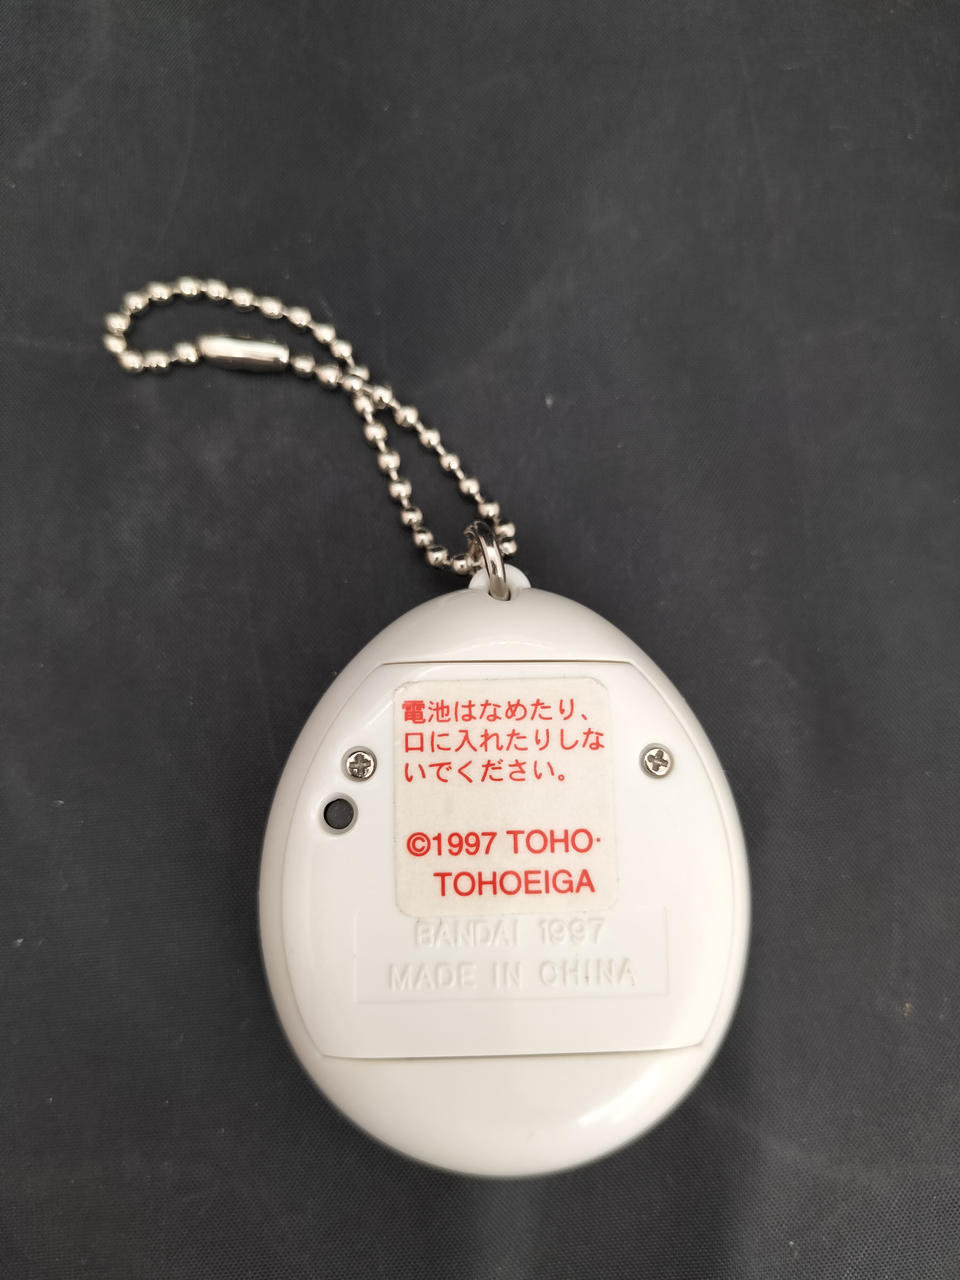 電池はなめたり、
口に入れたりしな
いでください。
©1997 TOHO·
TOHOEIGA
BANDAI 1997
MADE IN CHINA